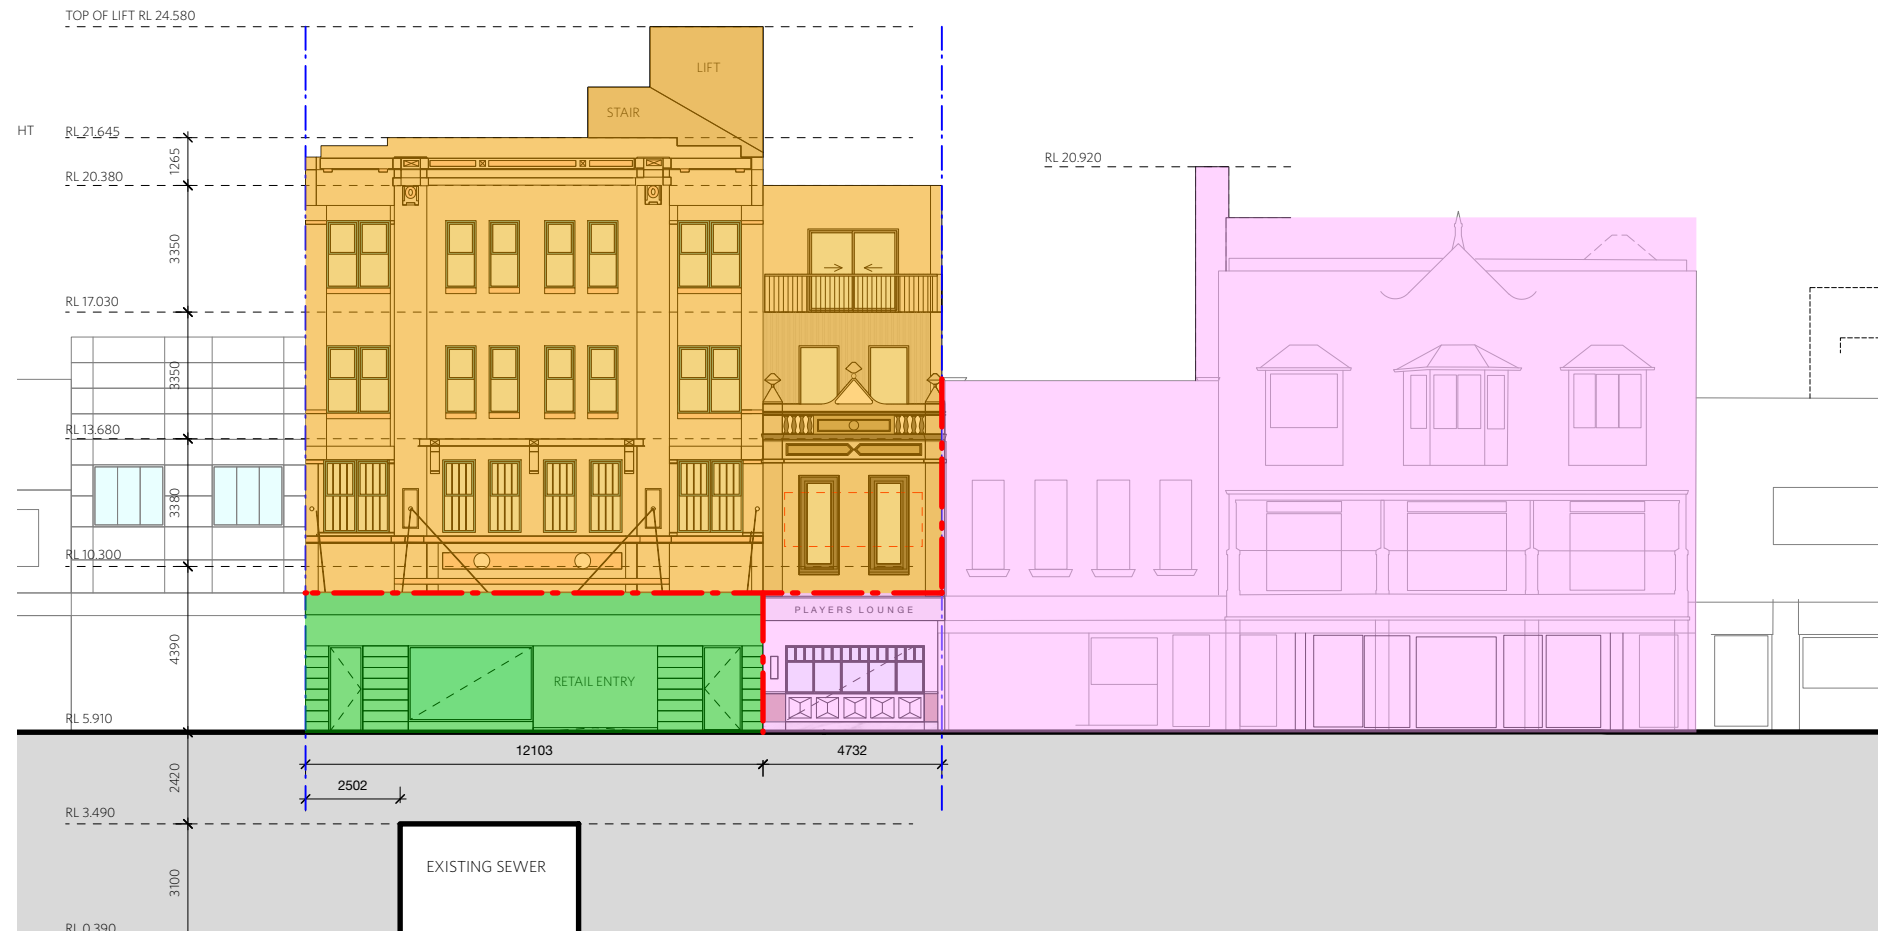 TOP OF LIFT RL 24.580
LIFT
STAIR
HT
RL 21.645
1265
RL 20.920
RL 20.380
3350
RL 17.030
3350
RL 13.680
3380
RL 10.300
PLAYERS LOUNGE
4390
RETAIL ENTRY
RL 5.910
12103
4732
2420
2502
RL 3.490
EXISTING SEWER
3100
RL 0.390